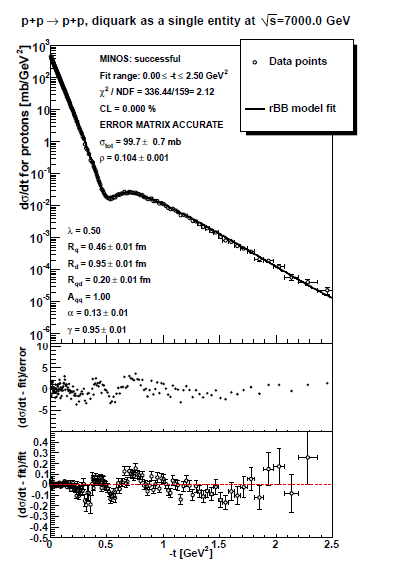 p+p → p+p, diquark as a single entity at √s=7000.0 GeV
dσ/dt for protons [mb/GeV²]
10³
10²
10
1
10⁻¹
10⁻²
10⁻³
10⁻⁴
10⁻⁵
10⁻⁶
MINOS: successful
Fit range: 0.00 ≤ -t ≤ 2.50 GeV²
χ² / NDF = 336.44/159= 2.12
CL = 0.000 %
ERROR MATRIX ACCURATE
σtot = 99.7 ± 0.7 mb
ρ = 0.104 ± 0.001
Data points
rBB model fit
λ = 0.50
Rq = 0.46 ± 0.01 fm
Rd = 0.95 ± 0.01 fm
Rqd = 0.20 ± 0.01 fm
Aqq = 1.00
α = 0.13 ± 0.01
γ = 0.95 ± 0.01
(dσ/dt - fit)/error
10
5
0
-5
(dσ/dt - fit)/fit
0.4
0.3
0.2
0.1
0
-0.1
-0.2
-0.3
-0.4
-0.5
0 0.5 1 1.5 2 2.5
-t [GeV²]